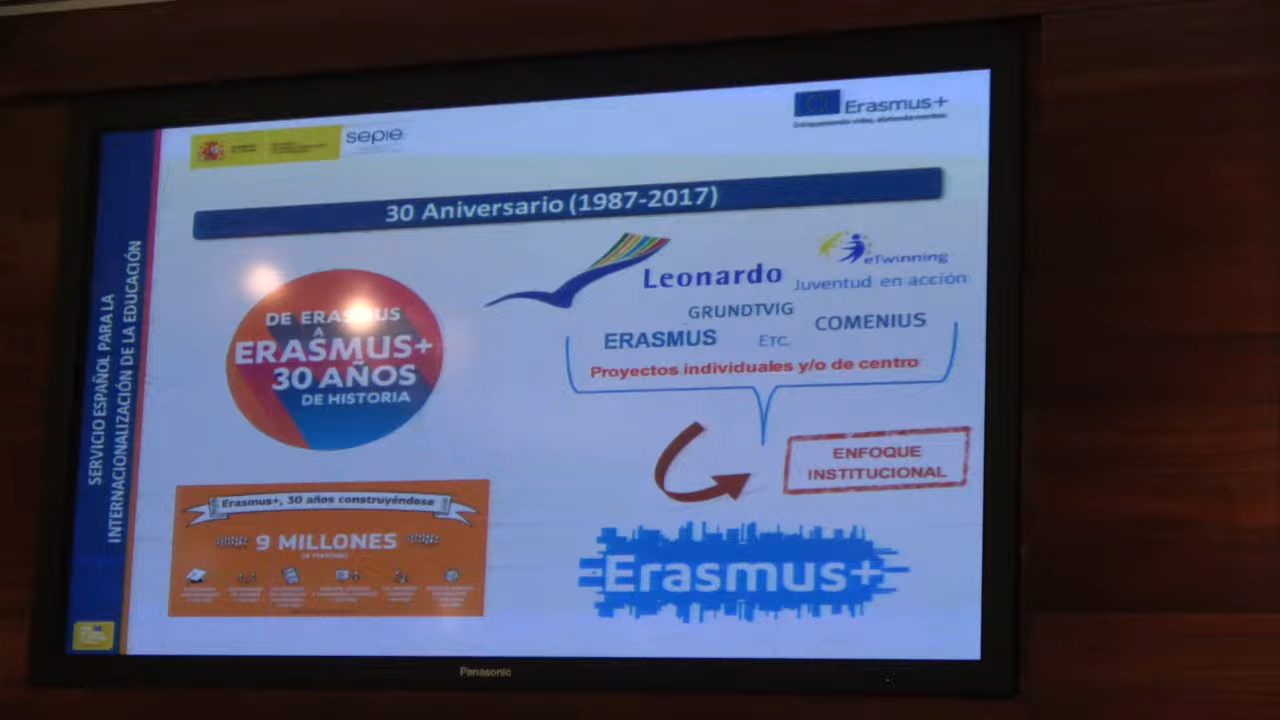 sepie
Erasmus+
30 Aniversario (1987-2017)
SERVICIO ESPAÑOL PARA LA
INTERNACIONALIZACIÓN DE LA EDUCACIÓN
DE ERASMUS
A
ERASMUS+
30 AÑOS
DE HISTORIA
Leonardo
eTwinning
Juventud en acción
GRUNDTVIG
COMENIUS
ERASMUS
ETC.
Proyectos individuales y/o de centro
ENFOQUE
INSTITUCIONAL
Erasmus+, 30 años construyéndose
9 MILLONES
DE PERSONAS
Erasmus+
Panasonic